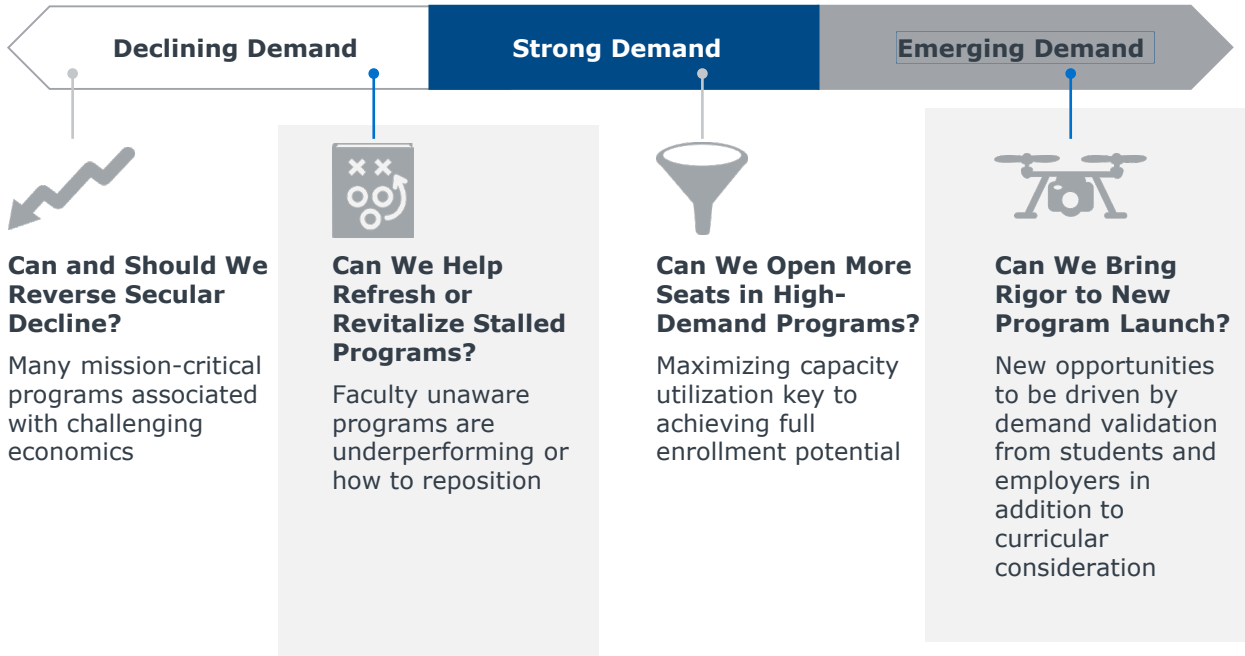 Declining Demand
Strong Demand
Emerging Demand
Can and Should We
Reverse Secular
Decline?
Many mission-critical
programs associated
with challenging
economics
Can We Help
Refresh or
Revitalize Stalled
Programs?
Faculty unaware
programs are
underperforming or
how to reposition
Can We Open More
Seats in High-
Demand Programs?
Maximizing capacity
utilization key to
achieving full
enrollment potential
Can We Bring
Rigor to New
Program Launch?
New opportunities
to be driven by
demand validation
from students and
employers in
addition to
curricular
consideration